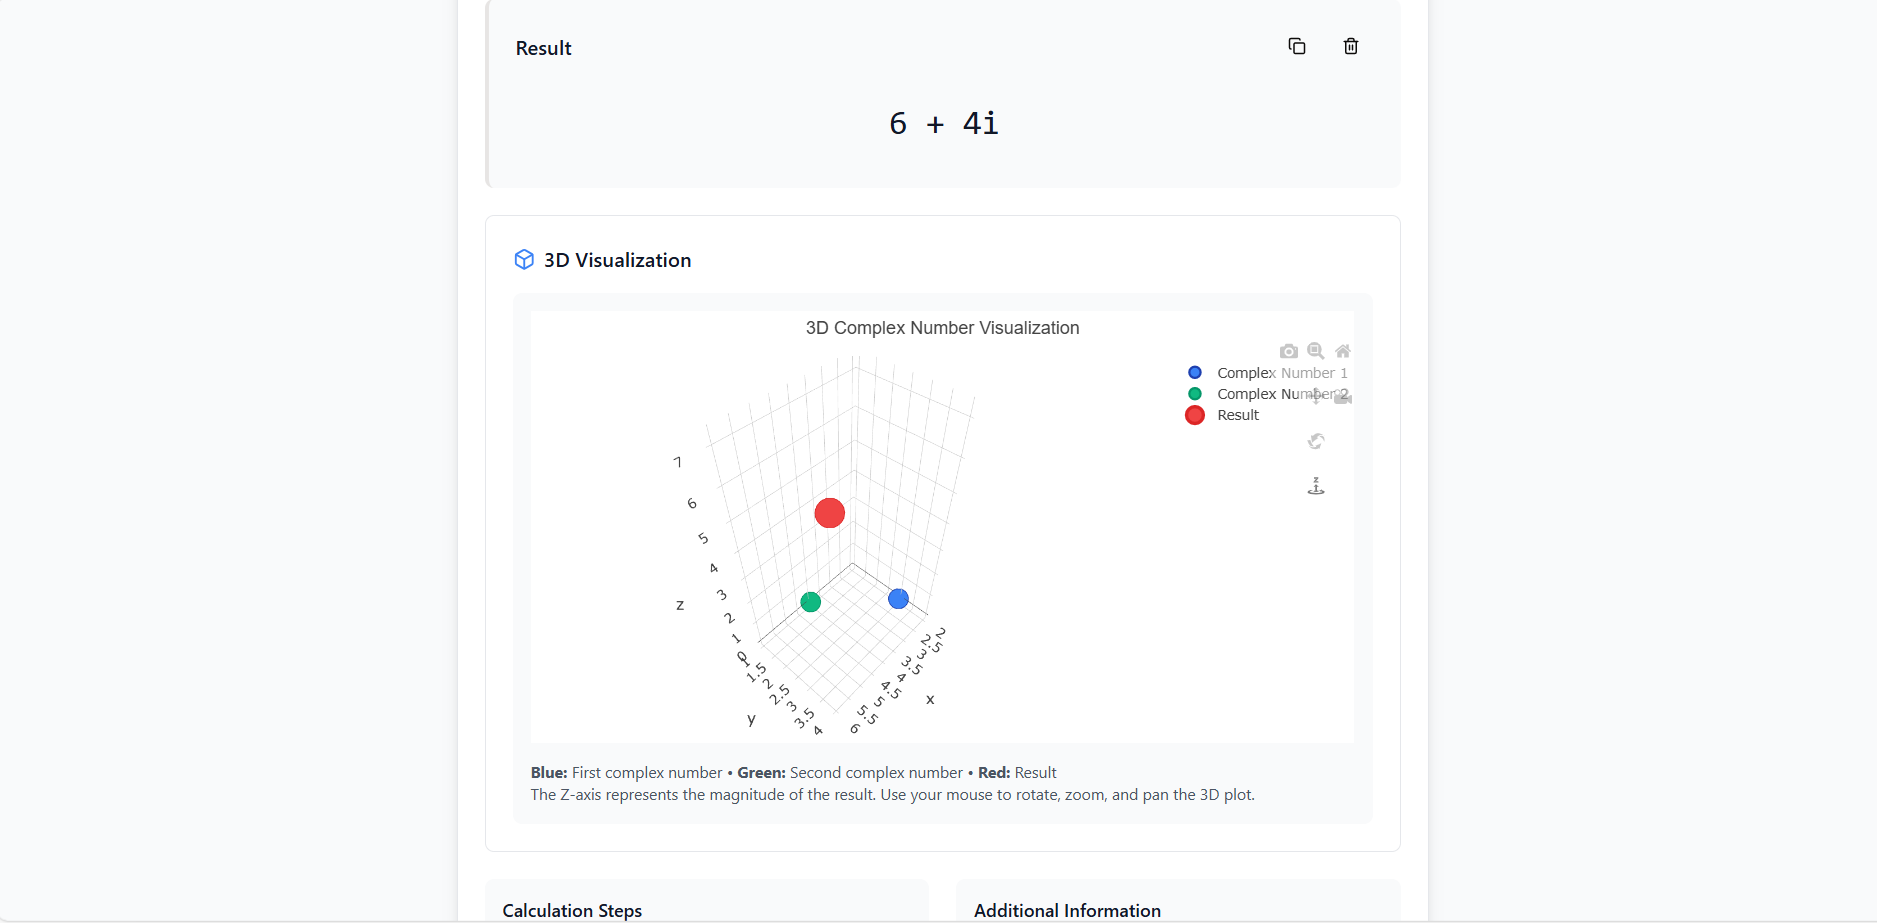 Result
6 + 4i
3D Visualization
3D Complex Number Visualization
Complex Number 1
Complex Number 2
Result
7
6
5
4
3
2
1
0
z
1
1.5
2
2.5
3
3.5
4
y
2
2.5
3
3.5
4
4.5
5
5.5
6
x
z
Blue: First complex number • Green: Second complex number • Red: Result
The Z-axis represents the magnitude of the result. Use your mouse to rotate, zoom, and pan the 3D plot.
Calculation Steps
Additional Information